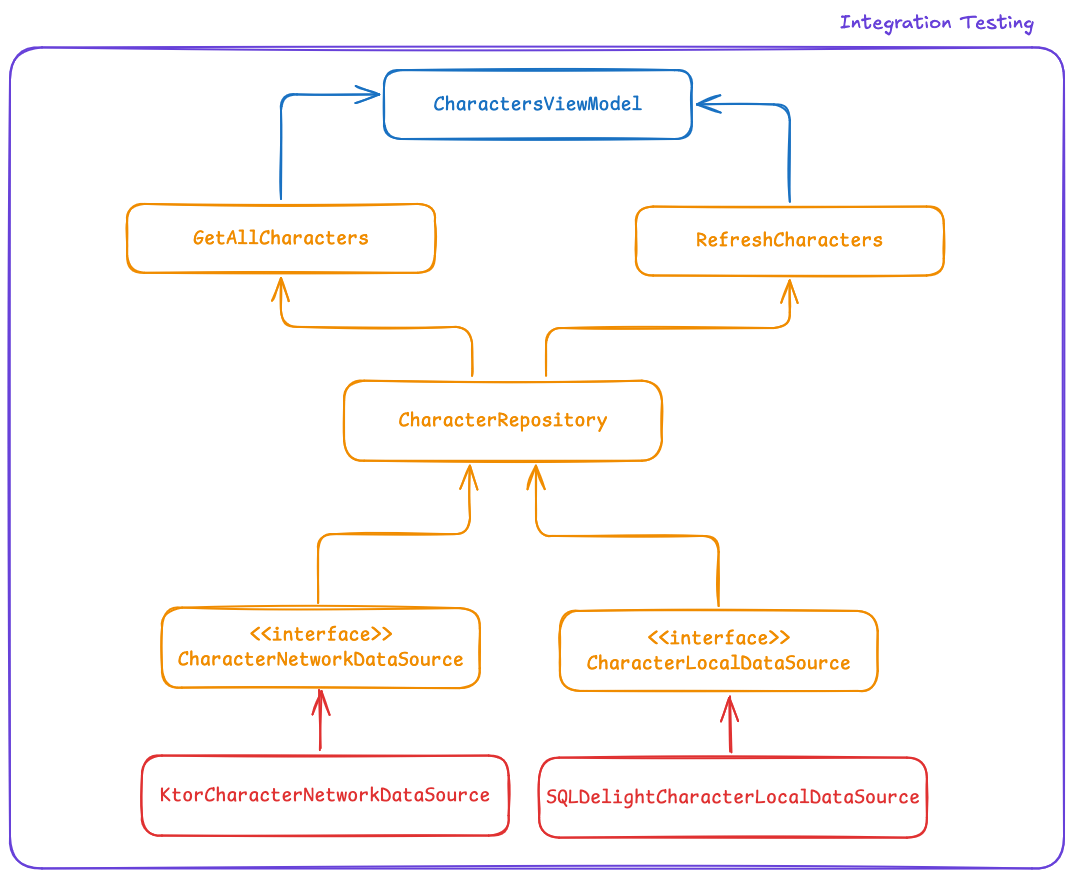 Integration Testing
CharactersViewModel
GetAllCharacters
RefreshCharacters
CharacterRepository
<<interface>>
CharacterNetworkDataSource
<<interface>>
CharacterLocalDataSource
KtorCharacterNetworkDataSource
SQLDelightCharacterLocalDataSource